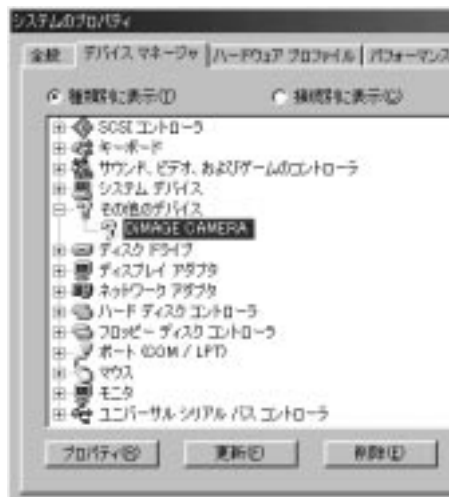 システムのプロパティ
全般 デバイス マネージャ ハードウェア プロファイル パフォーマンス
種類別に表示(T) 接続別に表示(C)
SCSI コントローラ
キーボード
サウンド、ビデオ、およびゲームのコントローラ
システム デバイス
その他のデバイス
DiMAGE CAMERA
ディスク ドライブ
ディスプレイ アダプタ
ネットワーク アダプタ
ハード ディスク コントローラ
フロッピー ディスク コントローラ
ポート (COM / LPT)
マウス
モニタ
ユニバーサル シリアル バス コントローラ
プロパティ(R) 更新(F) 削除(E)